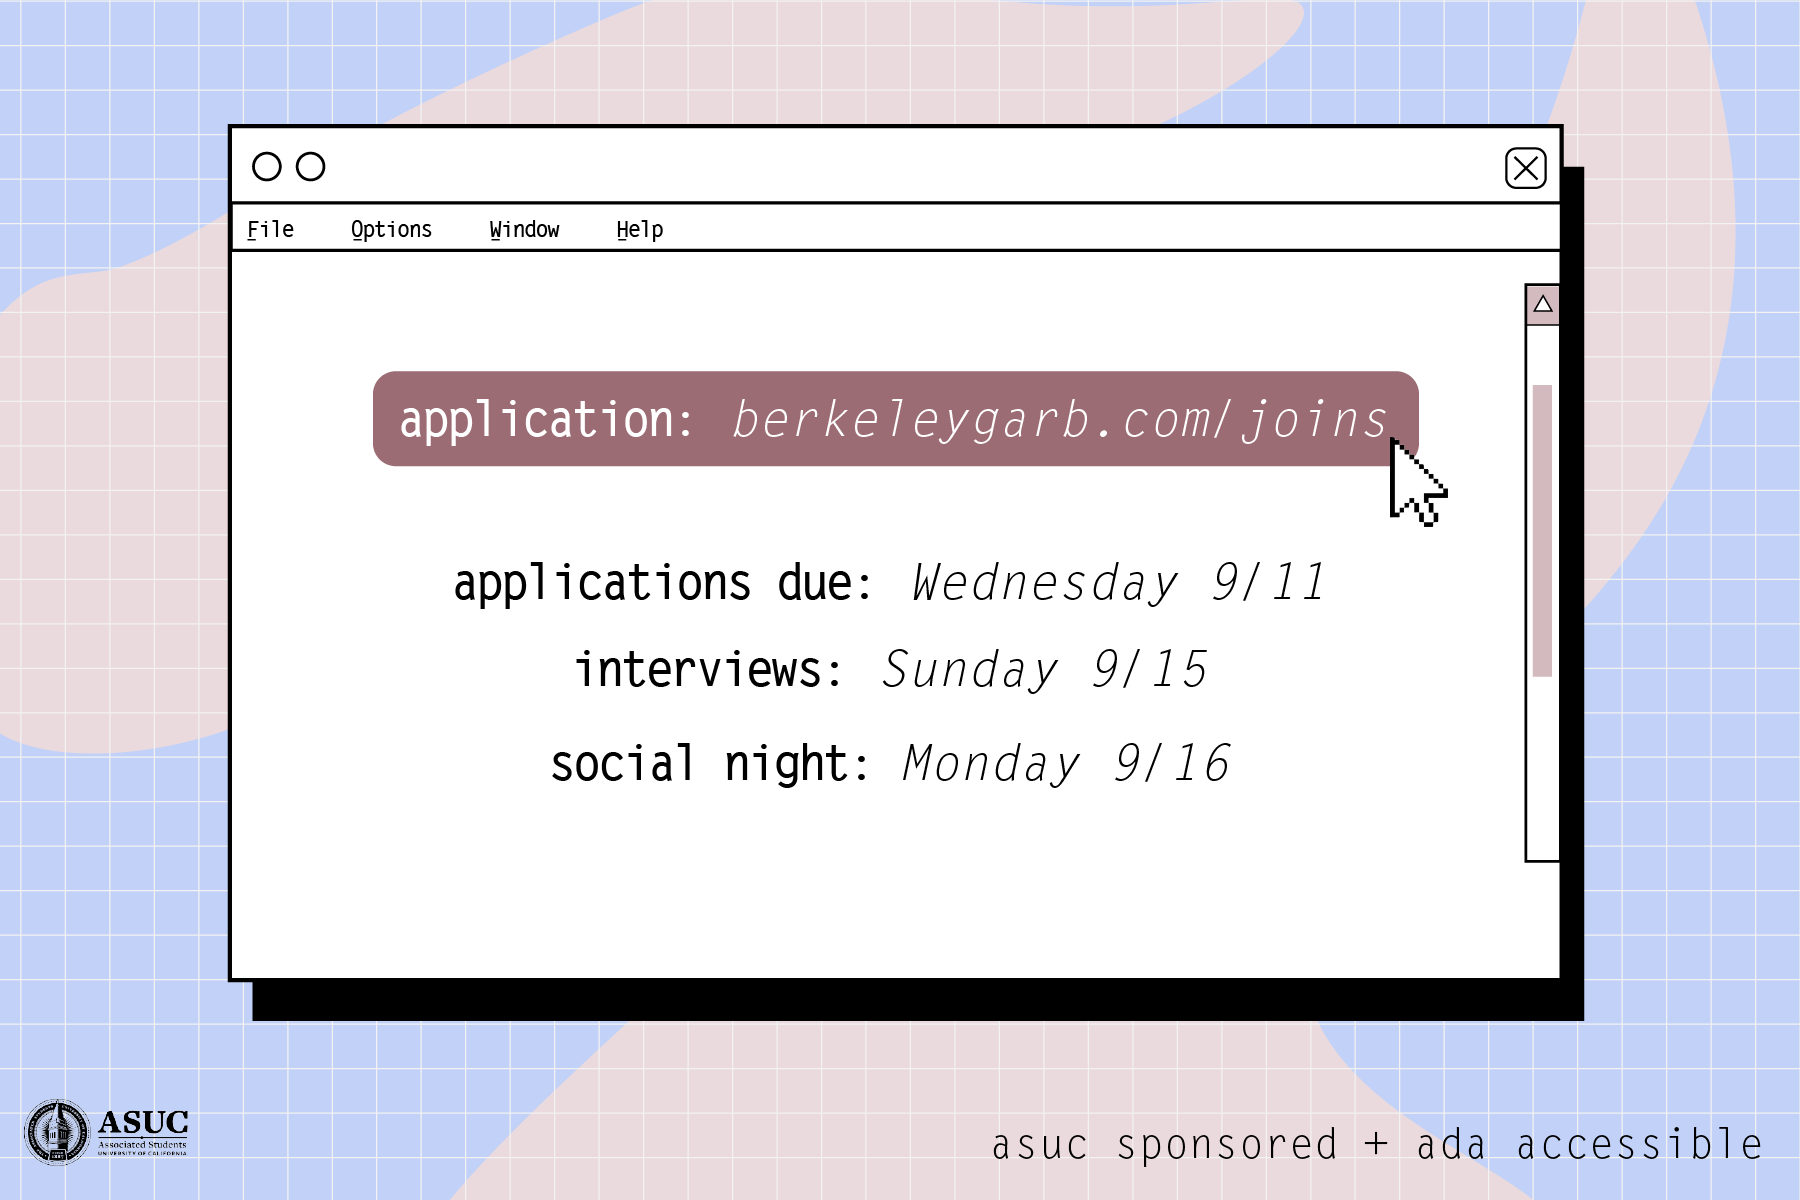 File Options Window Help
application: berkeleygarb.com/joins
applications due: Wednesday 9/11
interviews: Sunday 9/15
social night: Monday 9/16
ASUC
Associated Students
UNIVERSITY OF CALIFORNIA
asuc sponsored + ada accessible